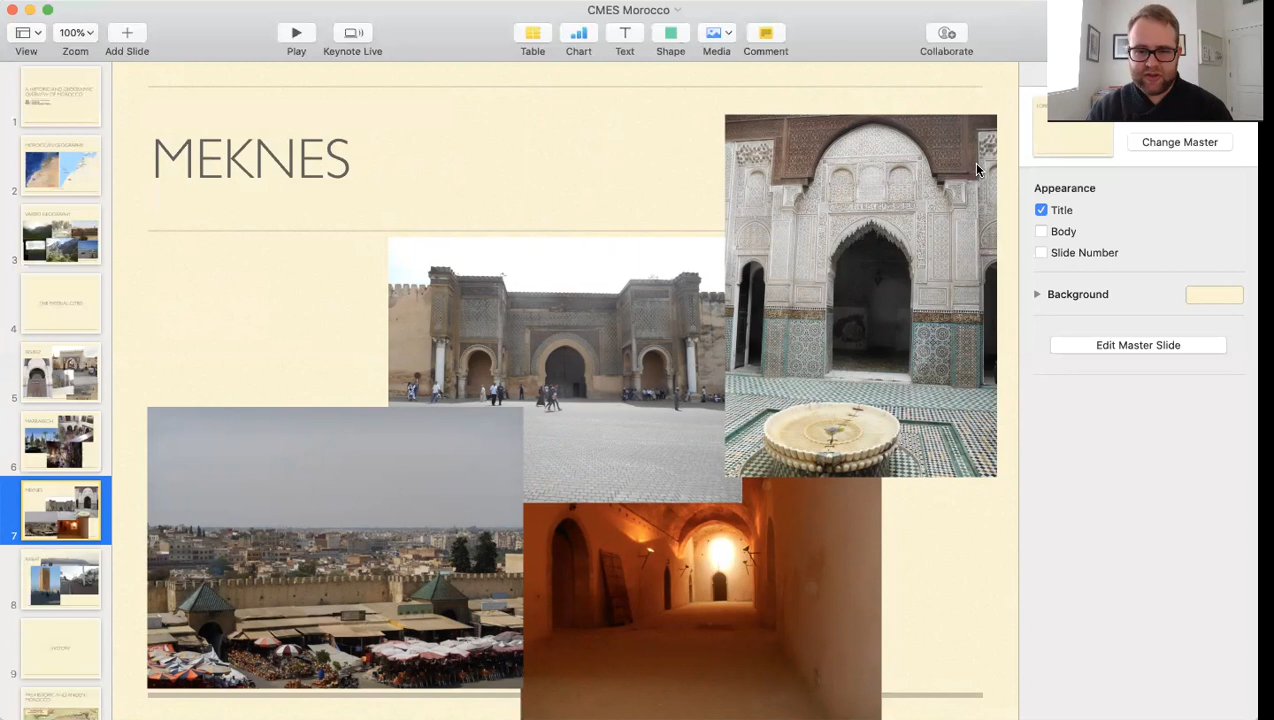 CMES Morocco
View
100%
Zoom
Add Slide
Play
Keynote Live
Table
Chart
Text
Shape
Media
Comment
Collaborate
1
2
3
4
5
6
7
8
9
MEKNES
Change Master
Appearance
Title
Body
Slide Number
Background
Edit Master Slide